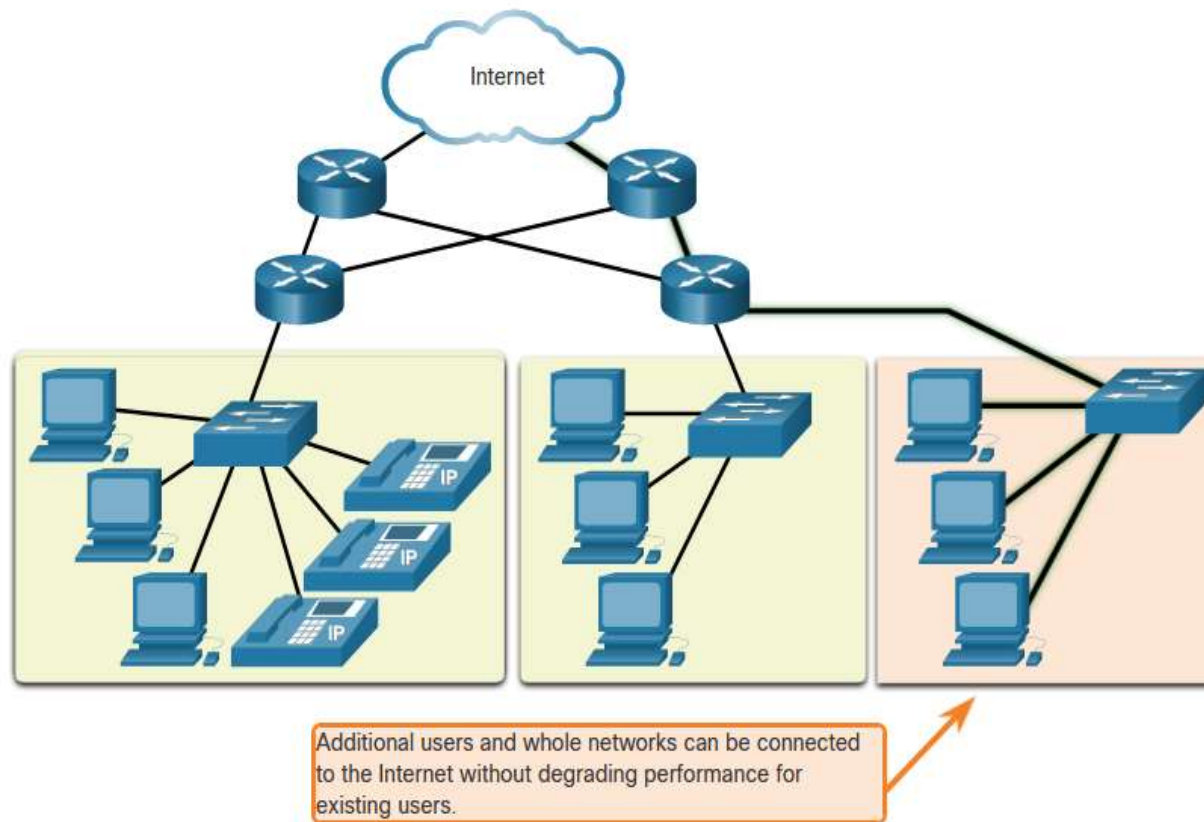 Internet
IP
IP
IP
Additional users and whole networks can be connected
to the Internet without degrading performance for
existing users.